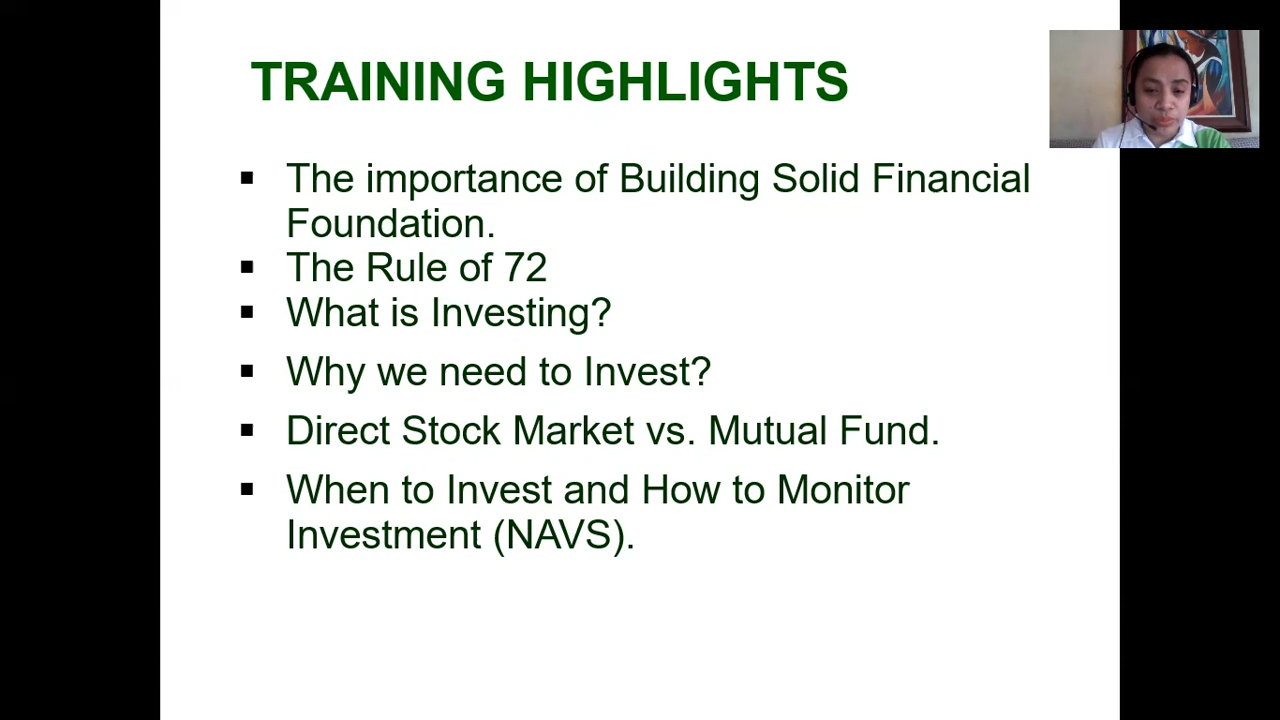 TRAINING HIGHLIGHTS
▪ The importance of Building Solid Financial
Foundation.
▪ The Rule of 72
▪ What is Investing?
▪ Why we need to Invest?
▪ Direct Stock Market vs. Mutual Fund.
▪ When to Invest and How to Monitor
Investment (NAVS).